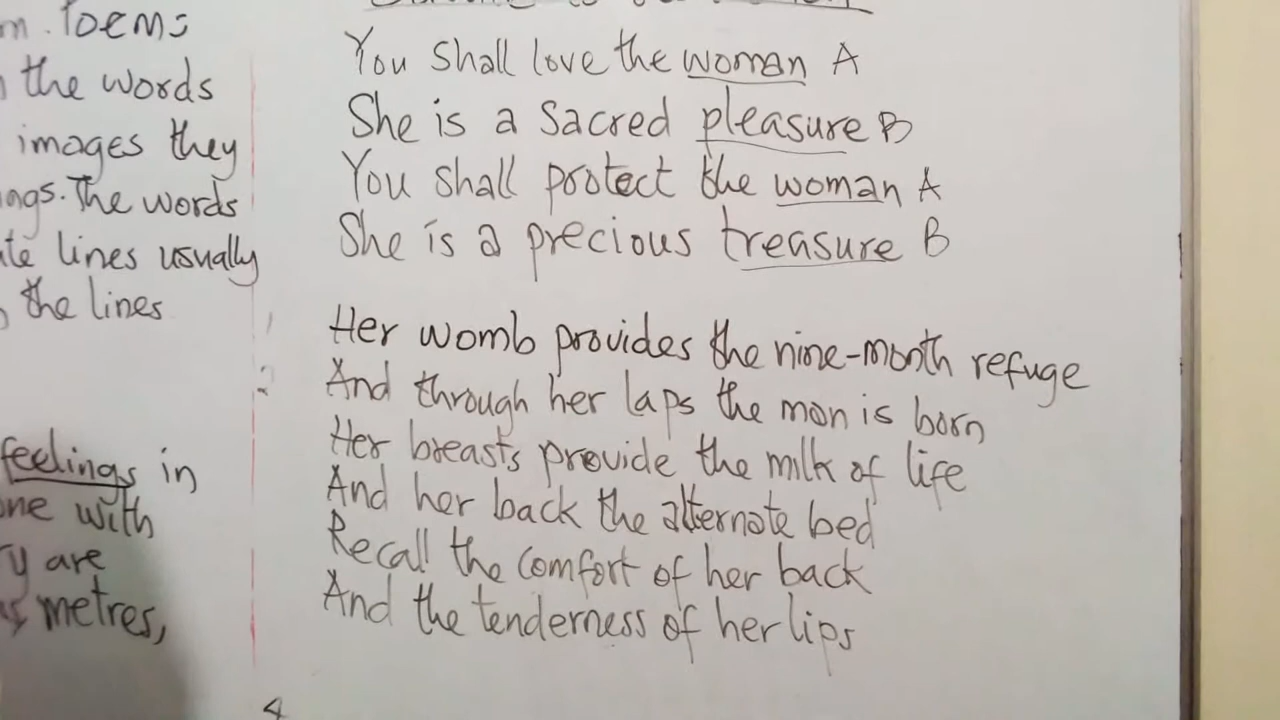 m. Poems
the words
images they
ngs. The words
te lines usually
the lines
feelings in
ne with
y are
metres,
You shall love the woman A
She is a sacred pleasure B
You shall protect the woman A
She is a precious treasure B
Her womb provides the nine-month refuge
And through her laps the man is born
Her breasts provide the milk of life
And her back the alternate bed
Recall the comfort of her back
And the tenderness of her lips
4